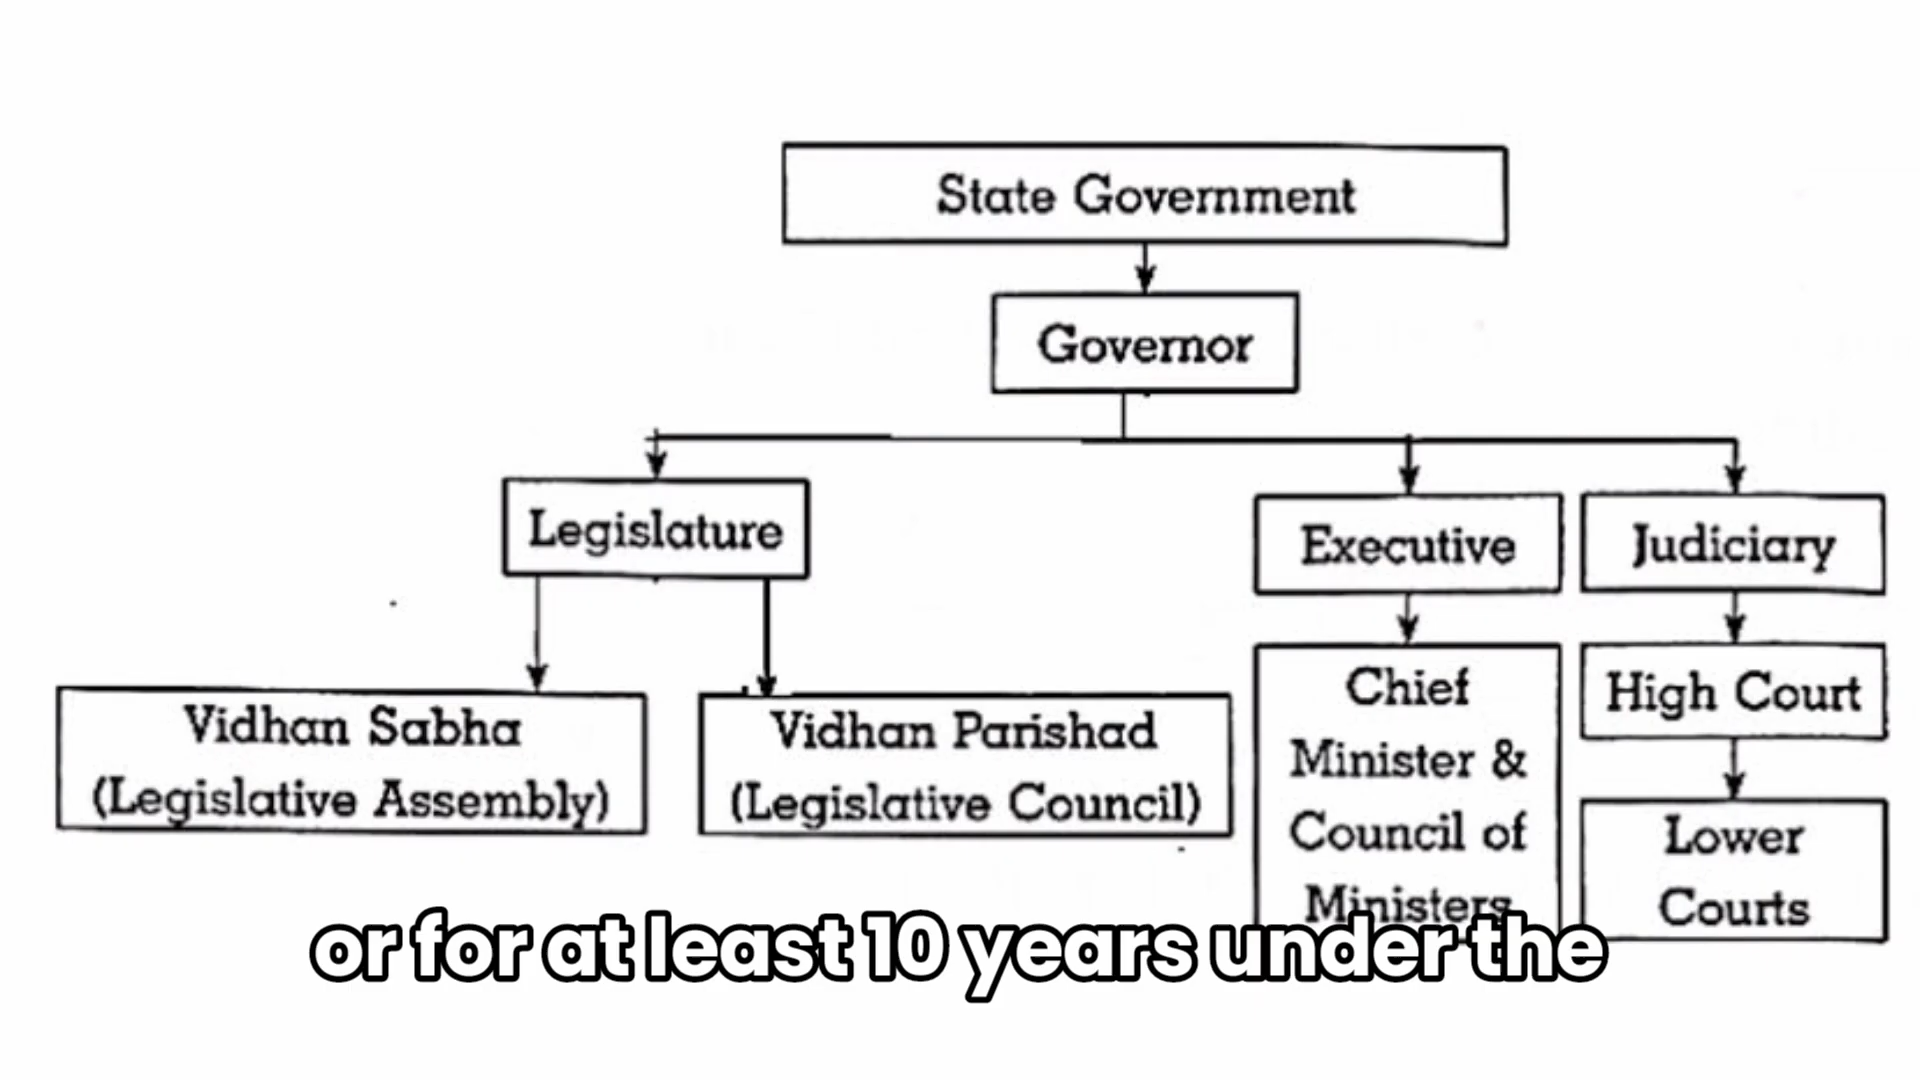 State Government
Governor
Legislature
Executive
Judiciary
Vidhan Sabha
(Legislative Assembly)
Vidhan Parishad
(Legislative Council)
Chief
Minister &
Council of
Ministers
High Court
Lower
Courts
or for at least 10 years under the